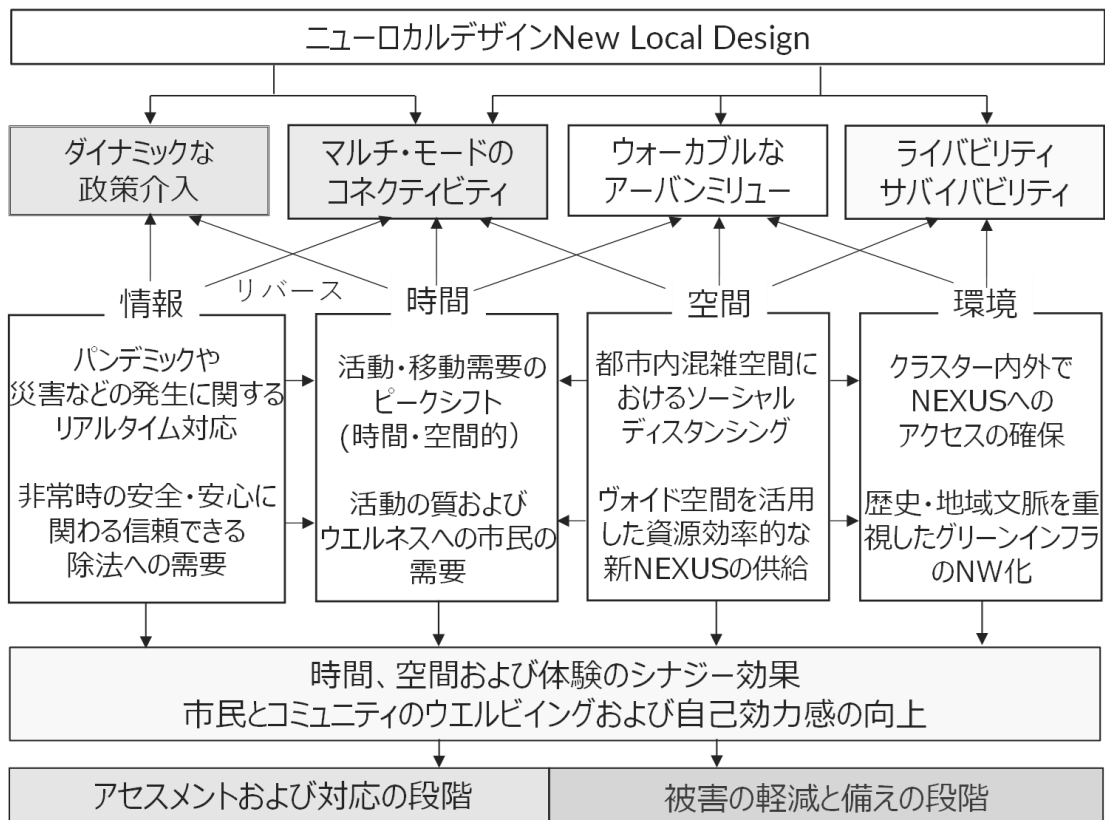 ニューロカルデザインNew Local Design
ダイナミックな
政策介入
マルチ・モードの
コネクティビティ
ウォーカブルな
アーバンミリュー
ライバビリティ
サバイバビリティ
リバース
情報
パンデミックや
災害などの発生に関する
リアルタイム対応
非常時の安全・安心に
関わる信頼できる
除法への需要
時間
活動・移動需要の
ピークシフト
(時間・空間的）
活動の質および
ウエルネスへの市民の
需要
空間
都市内混雑空間に
おけるソーシャル
ディスタンシング
ヴォイド空間を活用
した資源効率的な
新NEXUSの供給
環境
クラスター内外で
NEXUSへの
アクセスの確保
歴史・地域文脈を重
視したグリーンインフラ
のNW化
時間、空間および体験のシナジー効果
市民とコミュニティのウエルビイングおよび自己効力感の向上
アセスメントおよび対応の段階
被害の軽減と備えの段階